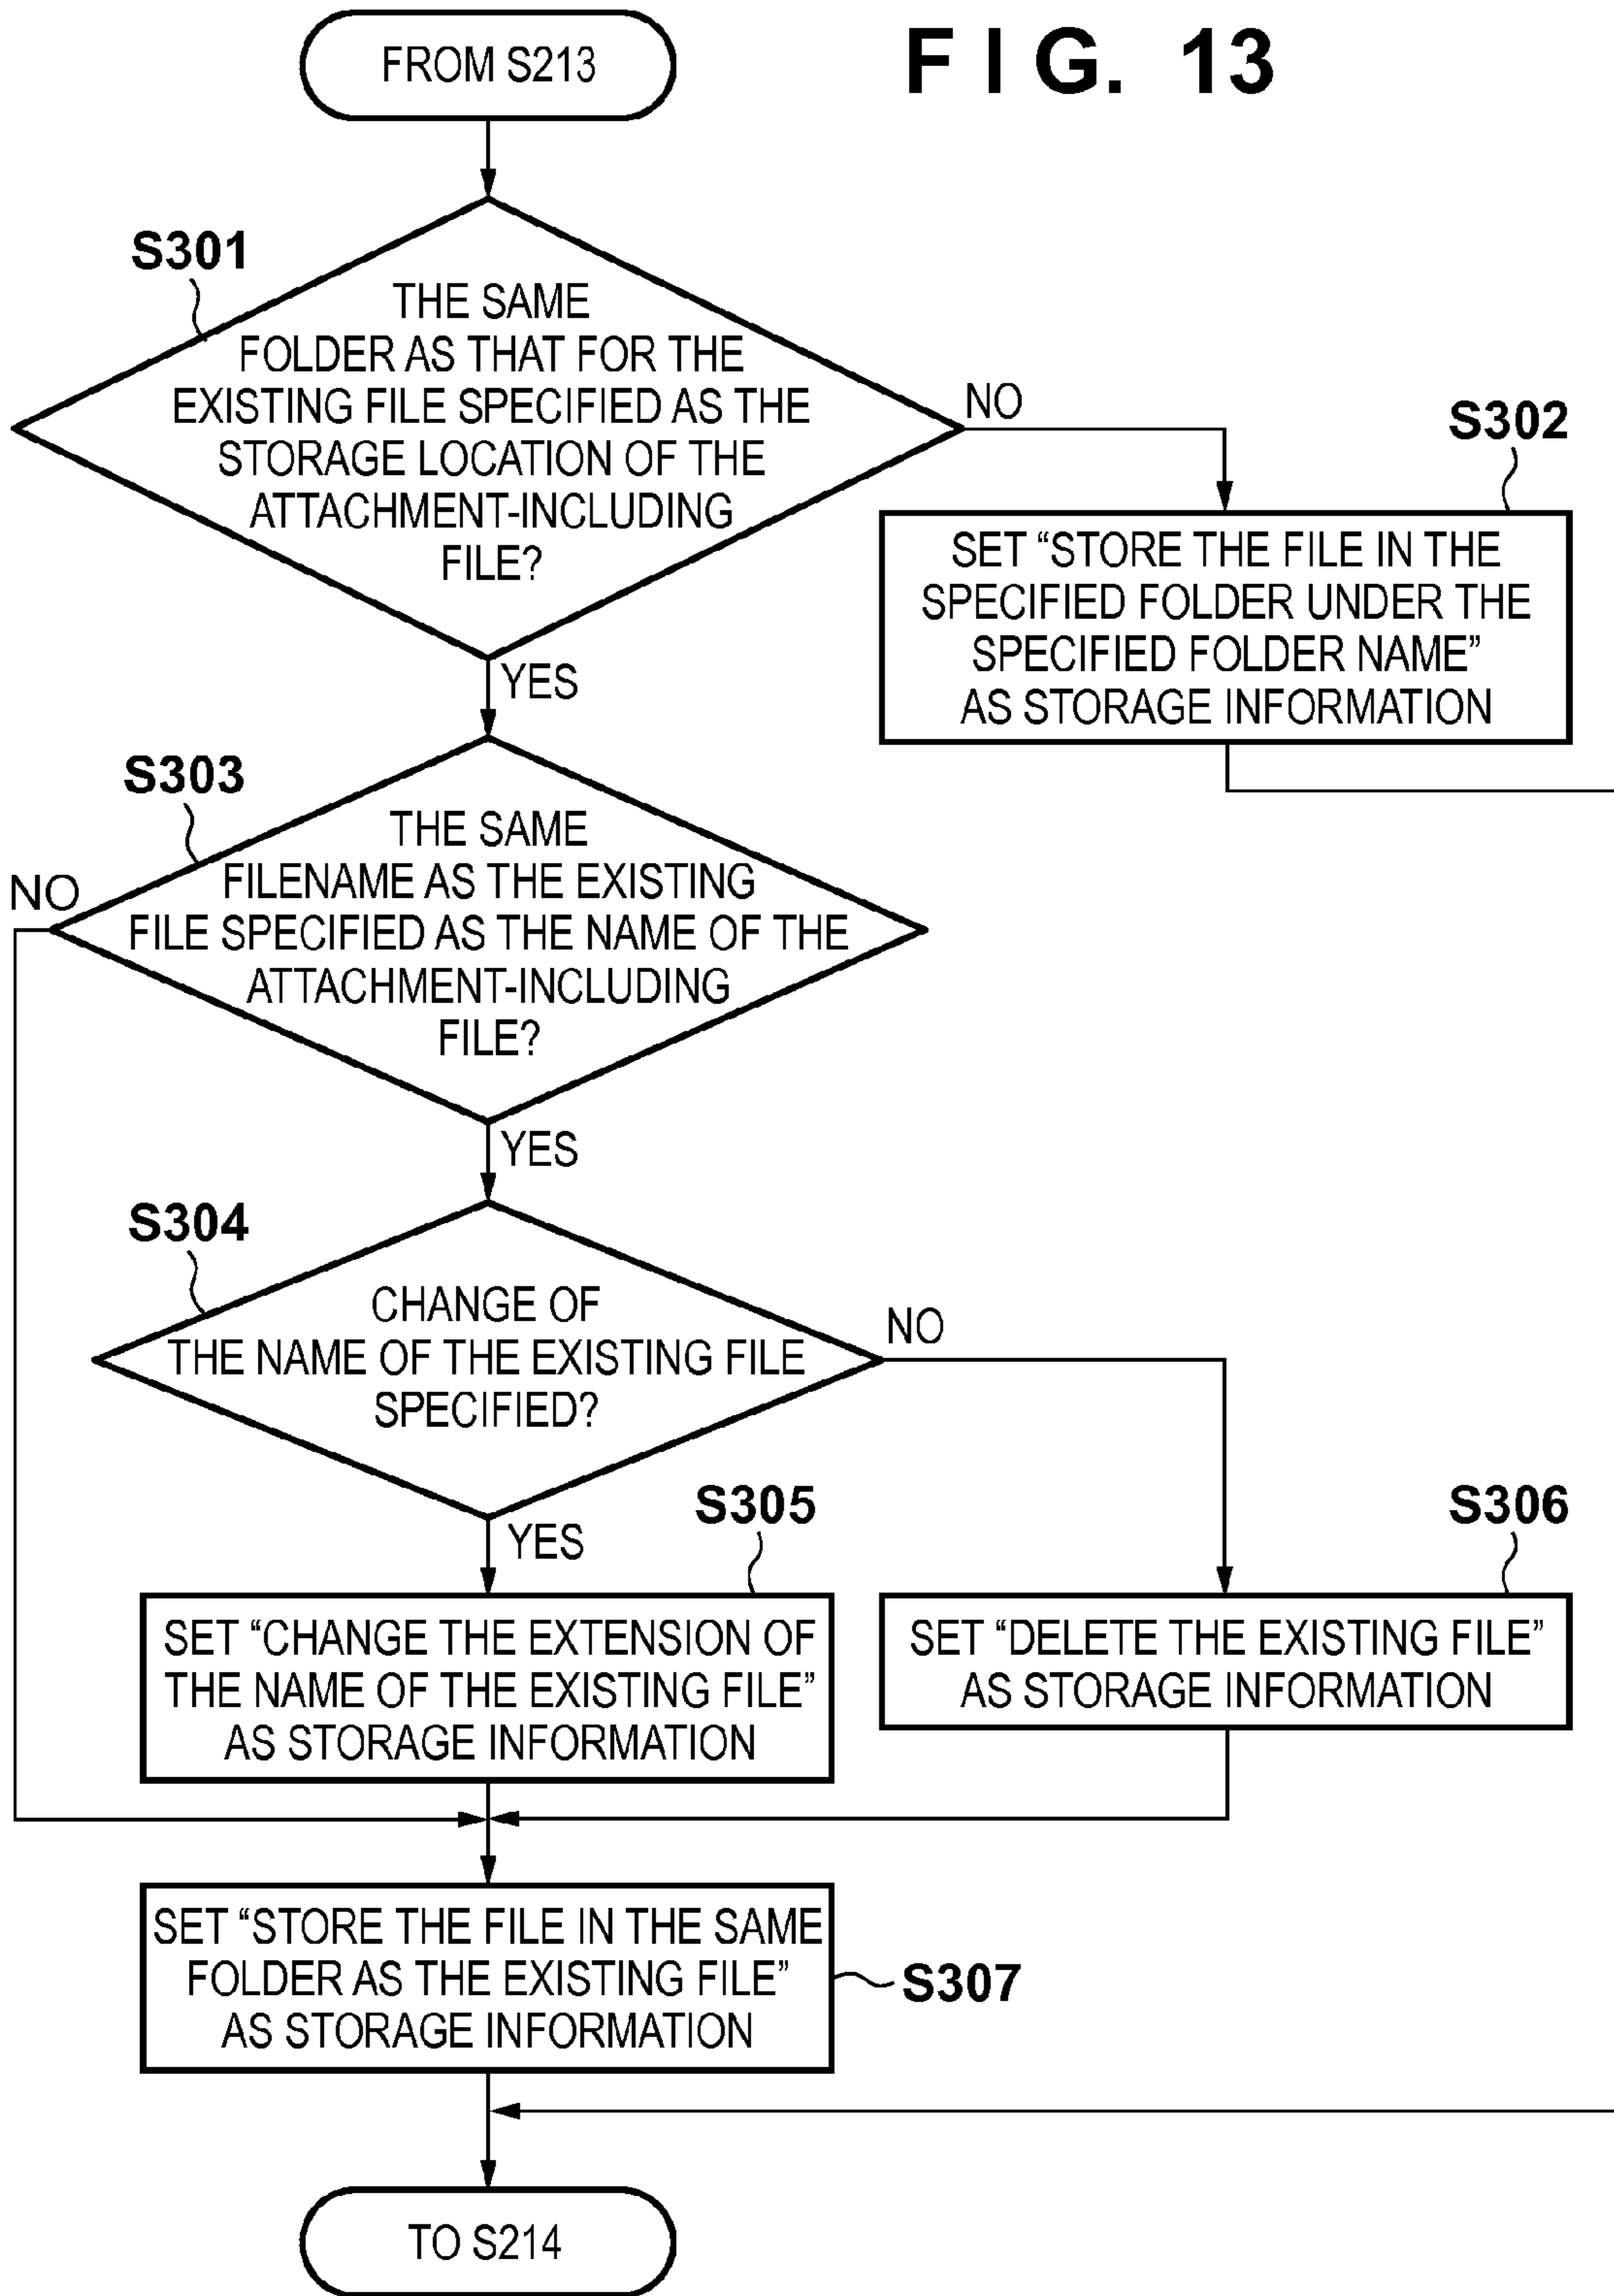 FIG. 13
FROM S213
S301
THE SAME
FOLDER AS THAT FOR THE
EXISTING FILE SPECIFIED AS THE
STORAGE LOCATION OF THE
ATTACHMENT-INCLUDING
FILE?
NO
YES
S302
SET “STORE THE FILE IN THE
SPECIFIED FOLDER UNDER THE
SPECIFIED FOLDER NAME”
AS STORAGE INFORMATION
S303
THE SAME
FILENAME AS THE EXISTING
FILE SPECIFIED AS THE NAME OF THE
ATTACHMENT-INCLUDING
FILE?
NO
YES
S304
CHANGE OF
THE NAME OF THE EXISTING FILE
SPECIFIED?
NO
YES
S305
SET “CHANGE THE EXTENSION OF
THE NAME OF THE EXISTING FILE”
AS STORAGE INFORMATION
S306
SET “DELETE THE EXISTING FILE”
AS STORAGE INFORMATION
SET “STORE THE FILE IN THE SAME
FOLDER AS THE EXISTING FILE”
AS STORAGE INFORMATION
S307
TO S214